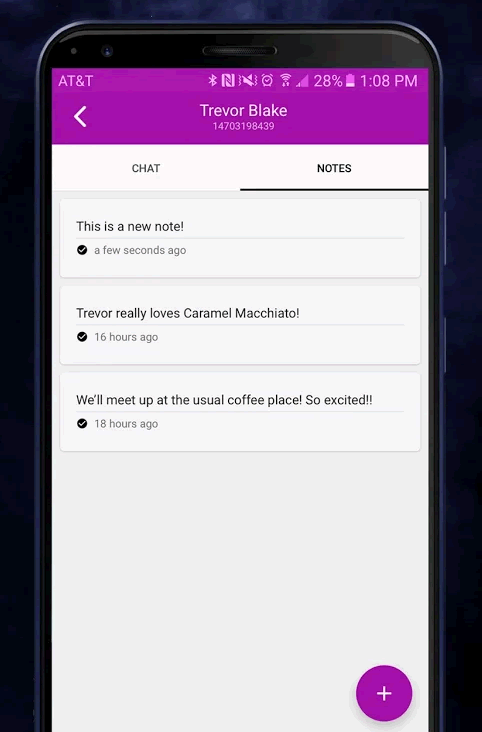 AT&T 28% 1:08 PM
Trevor Blake
14703198439
CHAT NOTES
This is a new note!
a few seconds ago
Trevor really loves Caramel Macchiato!
16 hours ago
We'll meet up at the usual coffee place! So excited!!
18 hours ago
+